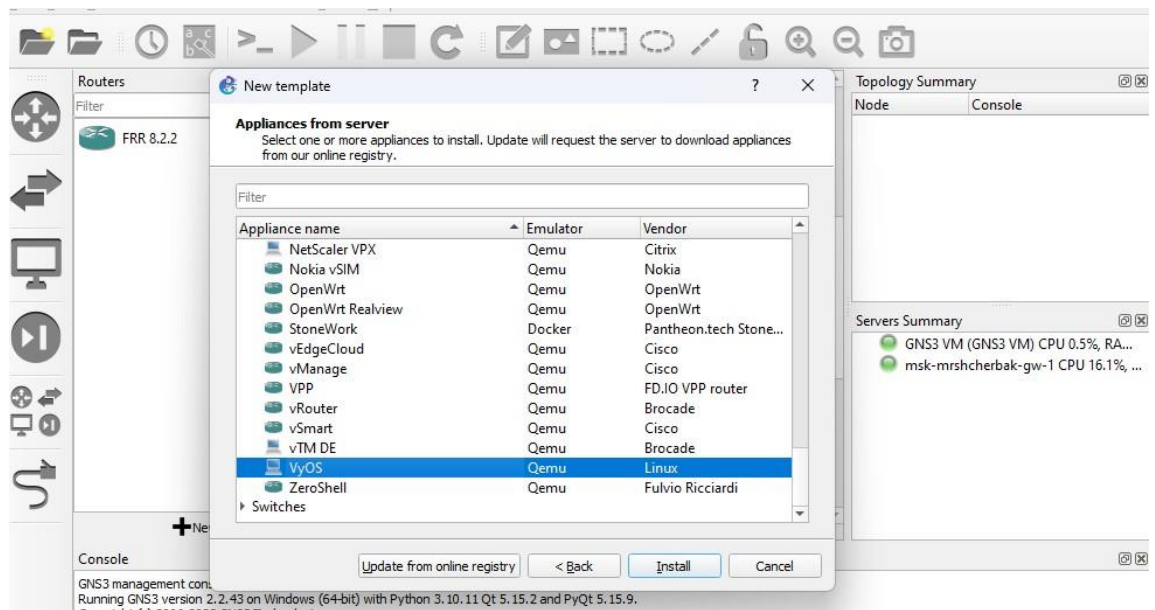 Routers
Filter
FRR 8.2.2
New template
Appliances from server
Select one or more appliances to install. Update will request the server to download appliances
from our online registry.
Filter
Appliance name Emulator Vendor
NetScaler VPX Qemu Citrix
Nokia vSIM Qemu Nokia
OpenWrt Qemu OpenWrt
OpenWrt Realview Qemu OpenWrt
StoneWork Docker Pantheon.tech Stone...
vEdgeCloud Qemu Cisco
vManage Qemu Cisco
VPP Qemu FD.IO VPP router
vRouter Qemu Brocade
vSmart Qemu Cisco
vTM DE Qemu Brocade
VyOS Qemu Linux
ZeroShell Qemu Fulvio Ricciardi
Switches
Update from online registry < Back Install Cancel
Topology Summary
Node Console
Servers Summary
GNS3 VM (GNS3 VM) CPU 0.5%, RA...
msk-mrshcherbak-gw-1 CPU 16.1%, ...
Console
GNS3 management con
Running GNS3 version 2.2.43 on Windows (64-bit) with Python 3.10.11 Qt 5.15.2 and PyQt 5.15.9.